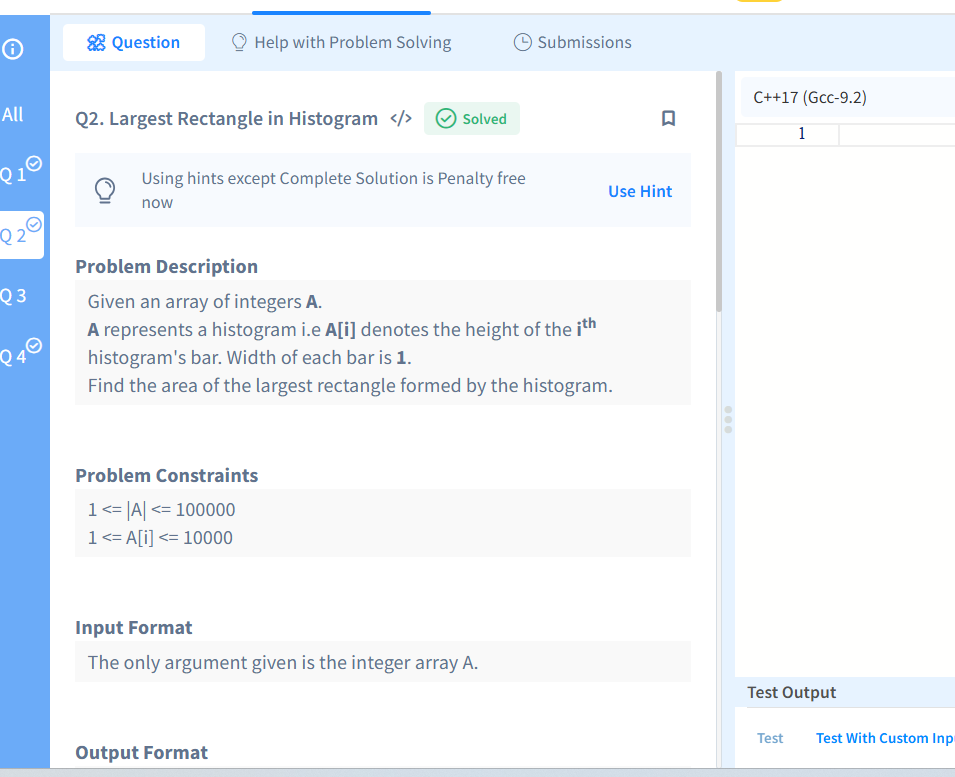 Question
Help with Problem Solving
Submissions
All
Q 1
Q 2
Q 3
Q 4
Q2. Largest Rectangle in Histogram </> Solved
Using hints except Complete Solution is Penalty free
now
Use Hint
Problem Description
Given an array of integers A.
A represents a histogram i.e A[i] denotes the height of the ith
histogram's bar. Width of each bar is 1.
Find the area of the largest rectangle formed by the histogram.
Problem Constraints
1 <= |A| <= 100000
1 <= A[i] <= 10000
Input Format
The only argument given is the integer array A.
Output Format
C++17 (Gcc-9.2)
1
Test Output
Test
Test With Custom Inp